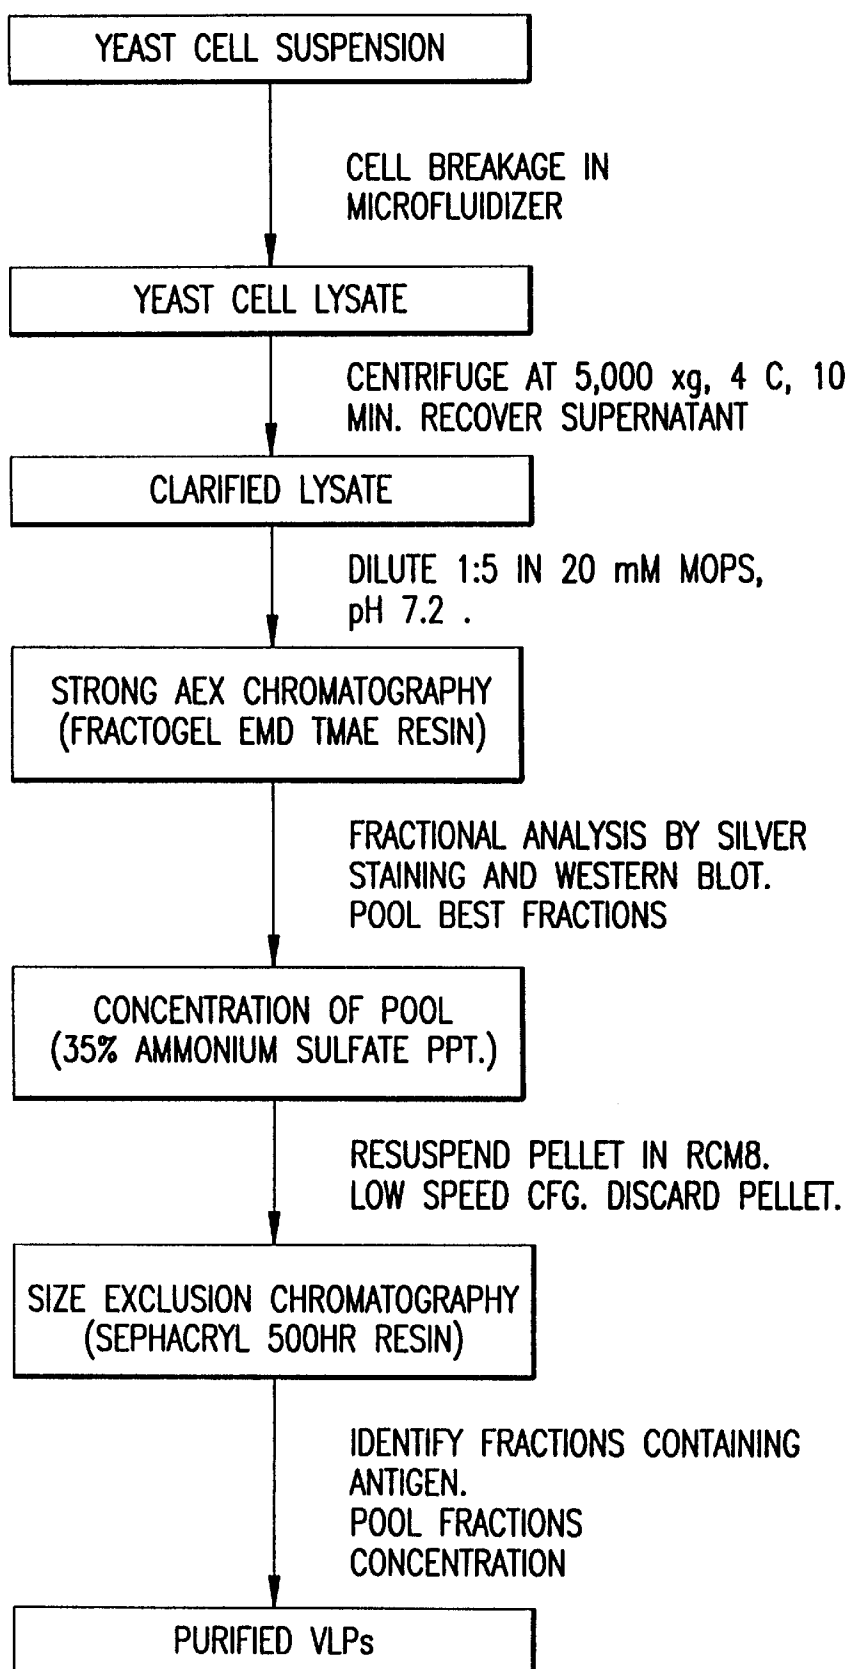 YEAST CELL SUSPENSION
CELL BREAKAGE IN
MICROFLUIDIZER
YEAST CELL LYSATE
CENTRIFUGE AT 5,000 xg, 4 C, 10
MIN. RECOVER SUPERNATANT
CLARIFIED LYSATE
DILUTE 1:5 IN 20 mM MOPS,
pH 7.2 .
STRONG AEX CHROMATOGRAPHY
(FRACTOGEL EMD TMAE RESIN)
FRACTIONAL ANALYSIS BY SILVER
STAINING AND WESTERN BLOT.
POOL BEST FRACTIONS
CONCENTRATION OF POOL
(35% AMMONIUM SULFATE PPT.)
RESUSPEND PELLET IN RCM8.
LOW SPEED CFG. DISCARD PELLET.
SIZE EXCLUSION CHROMATOGRAPHY
(SEPHACRYL 500HR RESIN)
IDENTIFY FRACTIONS CONTAINING
ANTIGEN.
POOL FRACTIONS
CONCENTRATION
PURIFIED VLPs